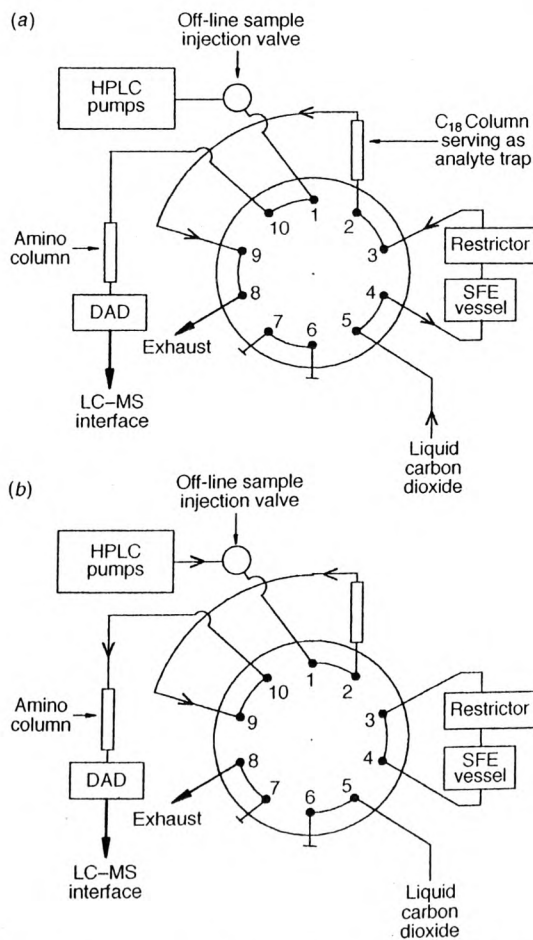 (a)
Off-line sample
injection valve
HPLC
pumps
C18 Column
serving as
analyte trap
10
1
2
3
4
5
6
7
8
9
Restrictor
SFE
vessel
Amino
column
DAD
Exhaust
LC–MS
interface
Liquid
carbon
dioxide
(b)
Off-line sample
injection valve
HPLC
pumps
10
1
2
3
4
5
6
7
8
9
Restrictor
SFE
vessel
Amino
column
DAD
Exhaust
LC–MS
interface
Liquid
carbon
dioxide